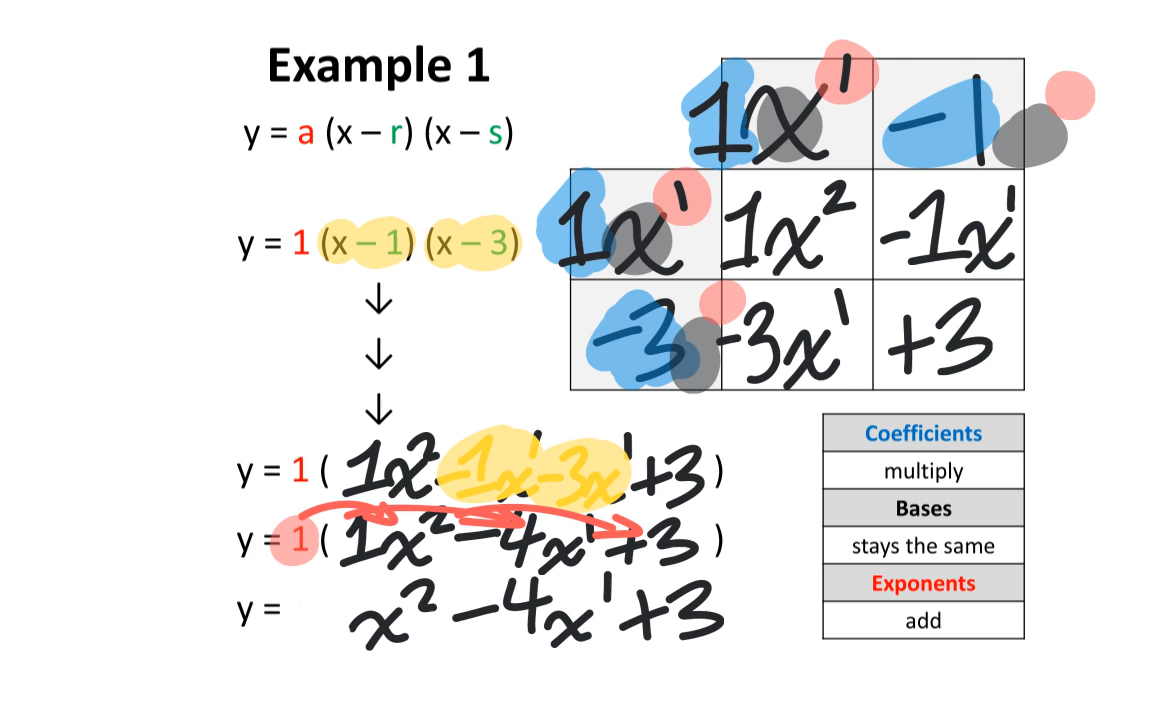 Example 1
y = a (x – r) (x – s)
y = 1 (x – 1) (x – 3)
↓
↓
↓
y = 1 ( 1x² -1x¹ -3x¹ +3 )
y = 1 ( 1x² -4x¹ +3 )
y = x² -4x¹ +3
1x¹ -1
1x¹ 1x² -1x¹
-3 -3x¹ +3
Coefficients
multiply
Bases
stays the same
Exponents
add